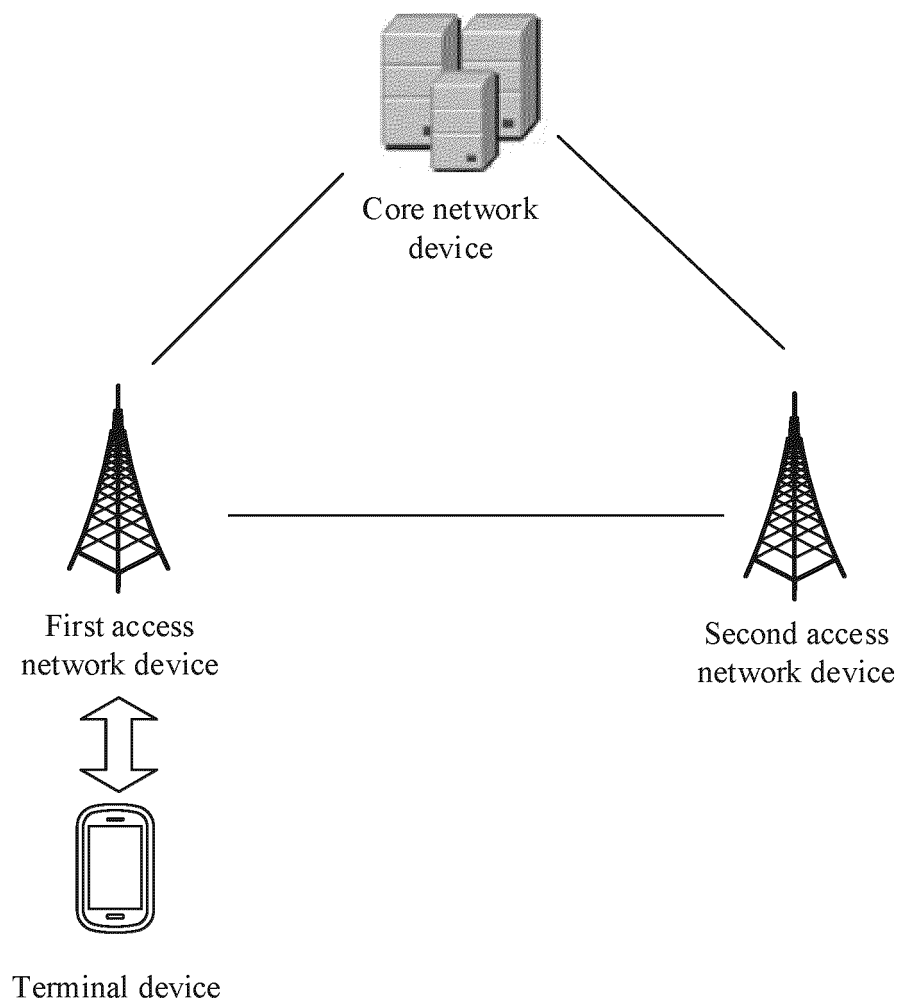 Core network
device
First access
network device
Second access
network device
Terminal device